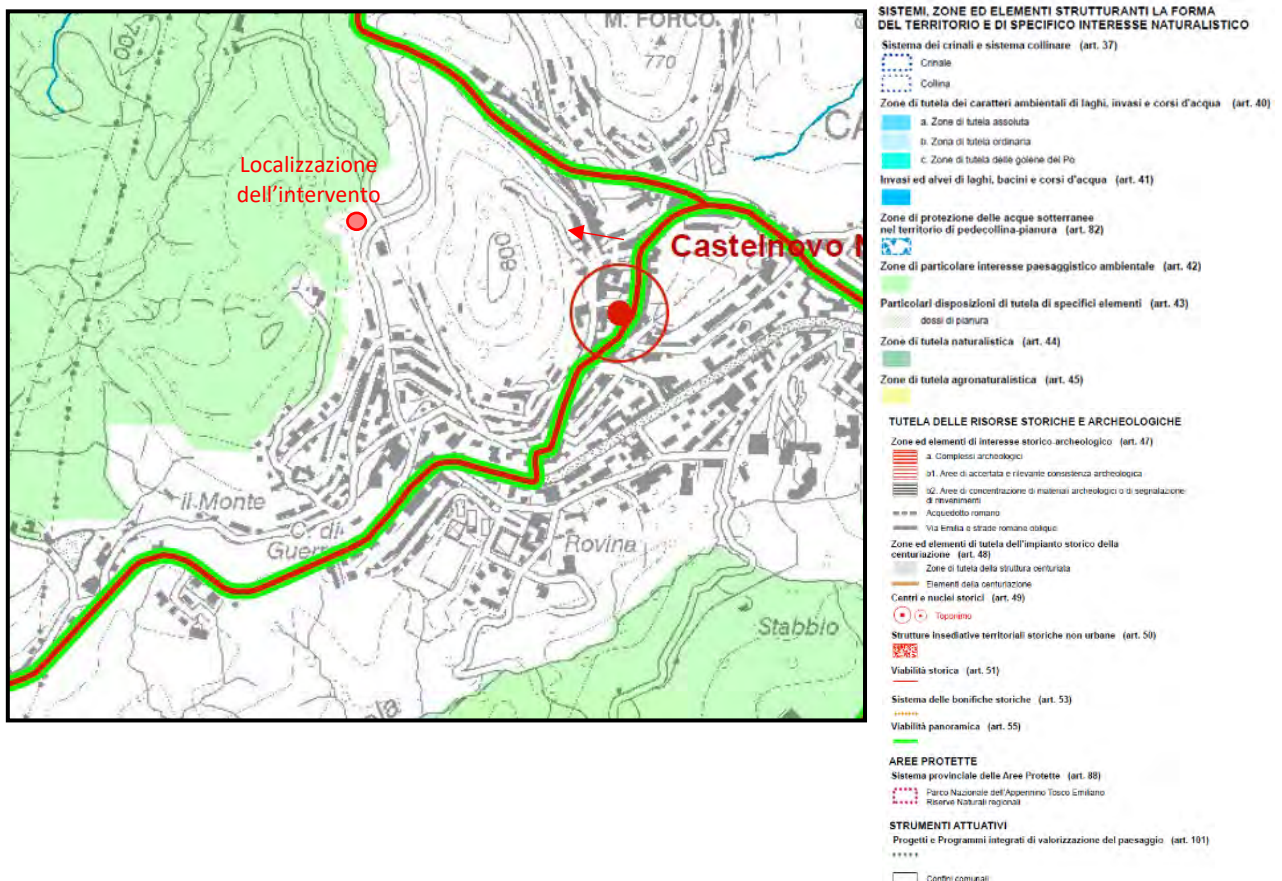 M. FORCO
770
700
CA
Localizzazione
dell'intervento
800
Castelnovo N
il Monte
C. di
Guerr
Rovina
Stabbio
ola
SISTEMI, ZONE ED ELEMENTI STRUTTURANTI LA FORMA
DEL TERRITORIO E DI SPECIFICO INTERESSE NATURALISTICO
Sistema dei crinali e sistema collinare (art. 37)
Crinale
Collina
Zone di tutela dei caratteri ambientali di laghi, invasi e corsi d'acqua (art. 40)
a. Zone di tutela assoluta
b. Zona di tutela ordinaria
c. Zone di tutela delle golene del Po
Invasi ed alvei di laghi, bacini e corsi d'acqua (art. 41)
Zone di protezione delle acque sotterranee
nel territorio di pedecollina-pianura (art. 82)
Zone di particolare interesse paesaggistico ambientale (art. 42)
Particolari disposizioni di tutela di specifici elementi (art. 43)
dossi di pianura
Zone di tutela naturalistica (art. 44)
Zone di tutela agronaturalistica (art. 45)
TUTELA DELLE RISORSE STORICHE E ARCHEOLOGICHE
Zone ed elementi di interesse storico-archeologico (art. 47)
a. Complessi archeologici
b1. Aree di accertata e rilevante consistenza archeologica
b2. Aree di concentrazione di materiali archeologici o di segnalazione
di rinvenimenti
Acquedotto romano
Via Emilia e strade romane oblique
Zone ed elementi di tutela dell'impianto storico della
centuriazione (art. 48)
Zone di tutela della struttura centuriata
Elementi della centuriazione
Centri e nuclei storici (art. 49)
Toponimo
Strutture insediative territoriali storiche non urbane (art. 50)
Viabilità storica (art. 51)
Sistema delle bonifiche storiche (art. 53)
Viabilità panoramica (art. 55)
AREE PROTETTE
Sistema provinciale delle Aree Protette (art. 88)
Parco Nazionale dell'Appennino Tosco Emiliano
Riserve Naturali regionali
STRUMENTI ATTUATIVI
Progetti e Programmi integrati di valorizzazione del paesaggio (art. 101)
Confini comunali